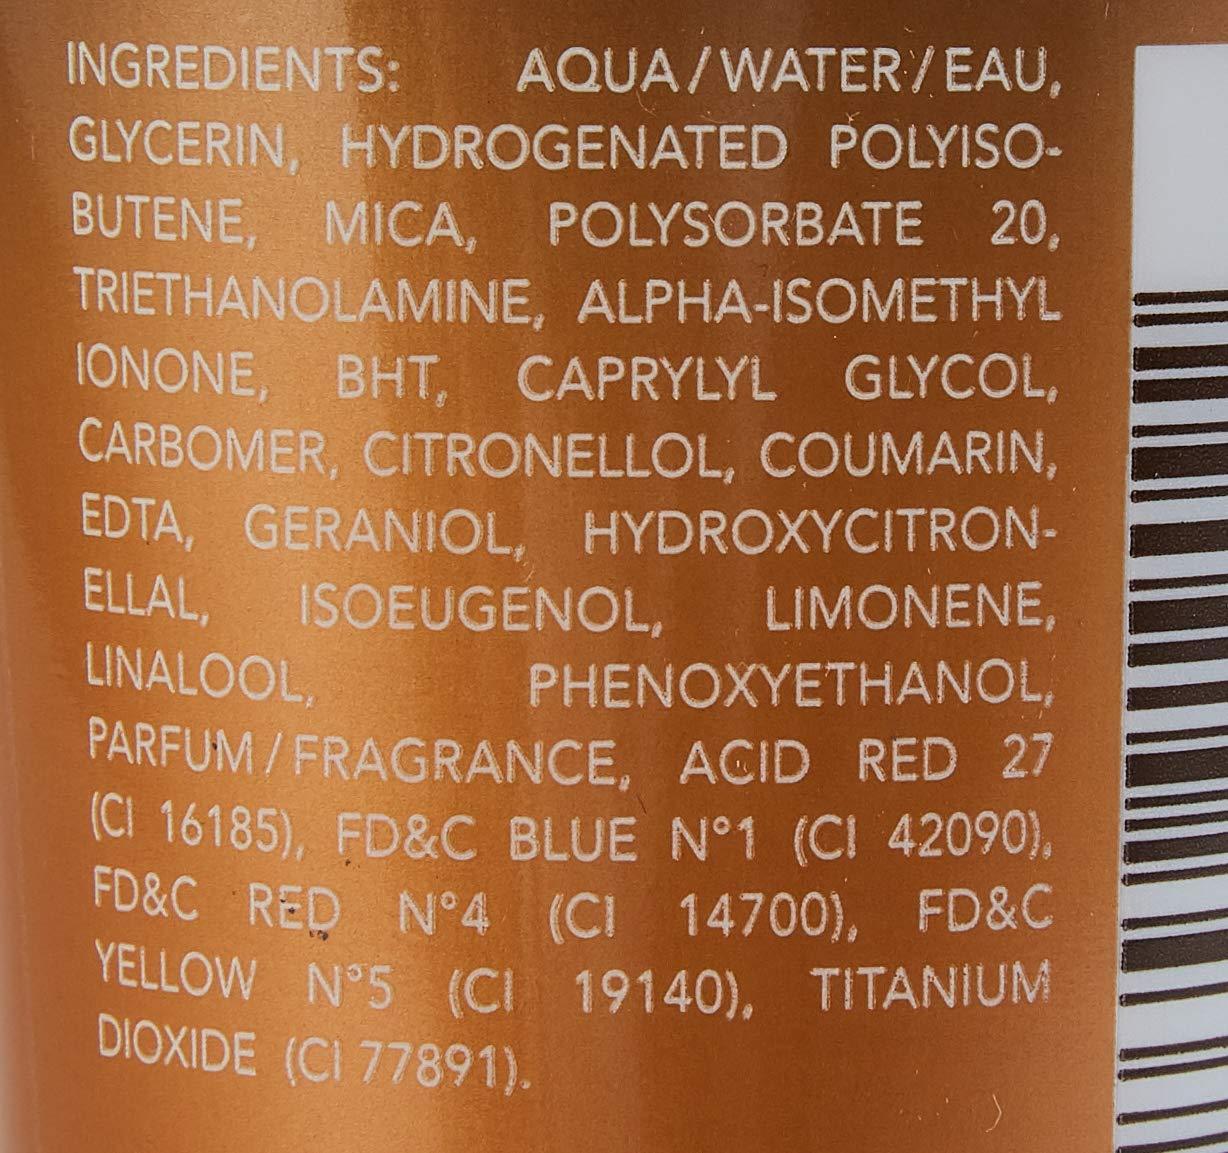 INGREDIENTS: AQUA/WATER/EAU,
GLYCERIN, HYDROGENATED POLYISO-
BUTENE, MICA, POLYSORBATE 20,
TRIETHANOLAMINE, ALPHA-ISOMETHYL
IONONE, BHT, CAPRYLYL GLYCOL,
CARBOMER, CITRONELLOL, COUMARIN,
EDTA, GERANIOL, HYDROXYCITRON-
ELLAL, ISOEUGENOL, LIMONENE,
LINALOOL, PHENOXYETHANOL,
PARFUM/FRAGRANCE, ACID RED 27
(CI 16185), FD&C BLUE N°1 (CI 42090),
FD&C RED N°4 (CI 14700), FD&C
YELLOW N°5 (CI 19140), TITANIUM
DIOXIDE (CI 77891).